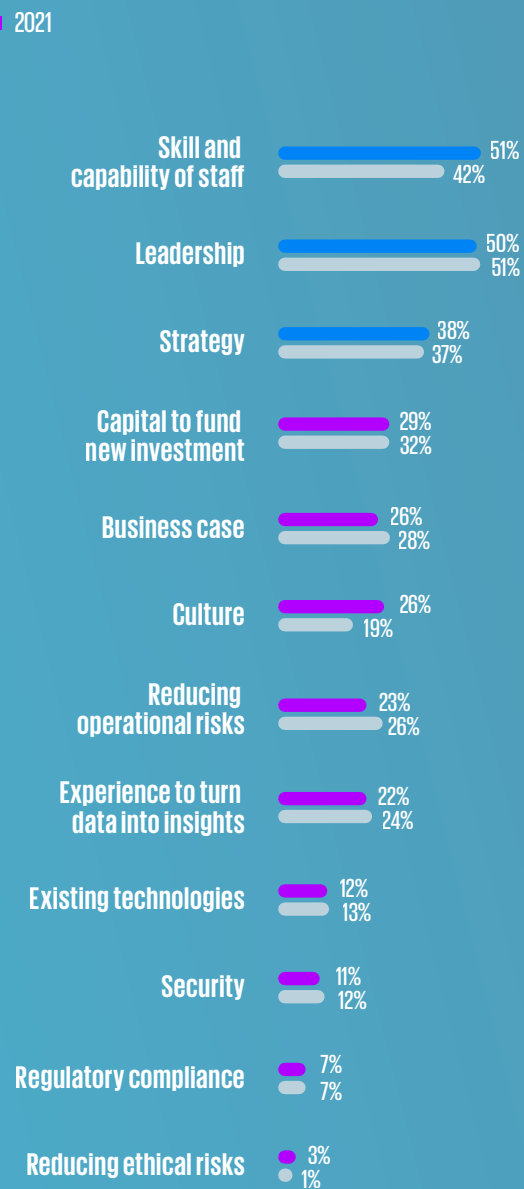 2021
Skill and
capability of staff
51%
42%
Leadership
50%
51%
Strategy
38%
37%
Capital to fund
new investment
29%
32%
Business case
26%
28%
Culture
26%
19%
Reducing
operational risks
23%
26%
Experience to turn
data into insights
22%
24%
Existing technologies
12%
13%
Security
11%
12%
Regulatory compliance
7%
7%
Reducing ethical risks
3%
1%